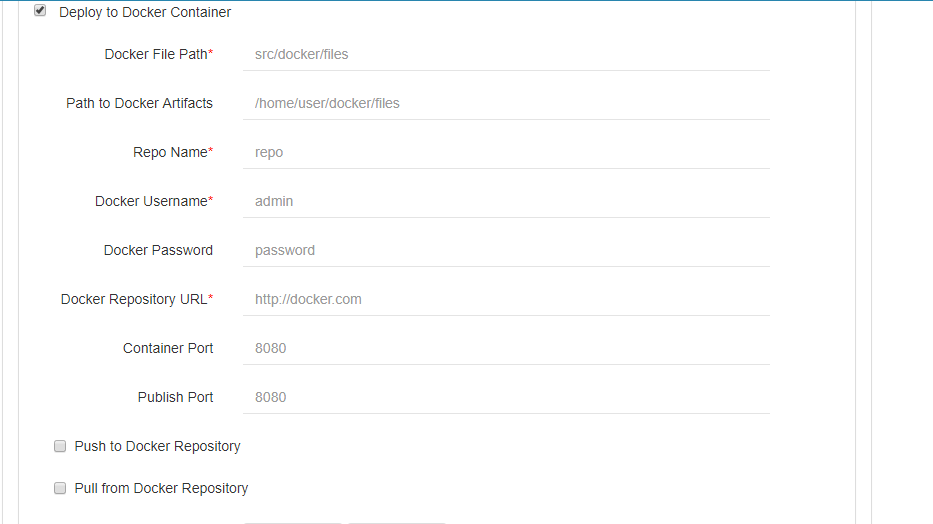 Deploy to Docker Container
Docker File Path* src/docker/files
Path to Docker Artifacts /home/user/docker/files
Repo Name* repo
Docker Username* admin
Docker Password password
Docker Repository URL* http://docker.com
Container Port 8080
Publish Port 8080
Push to Docker Repository
Pull from Docker Repository